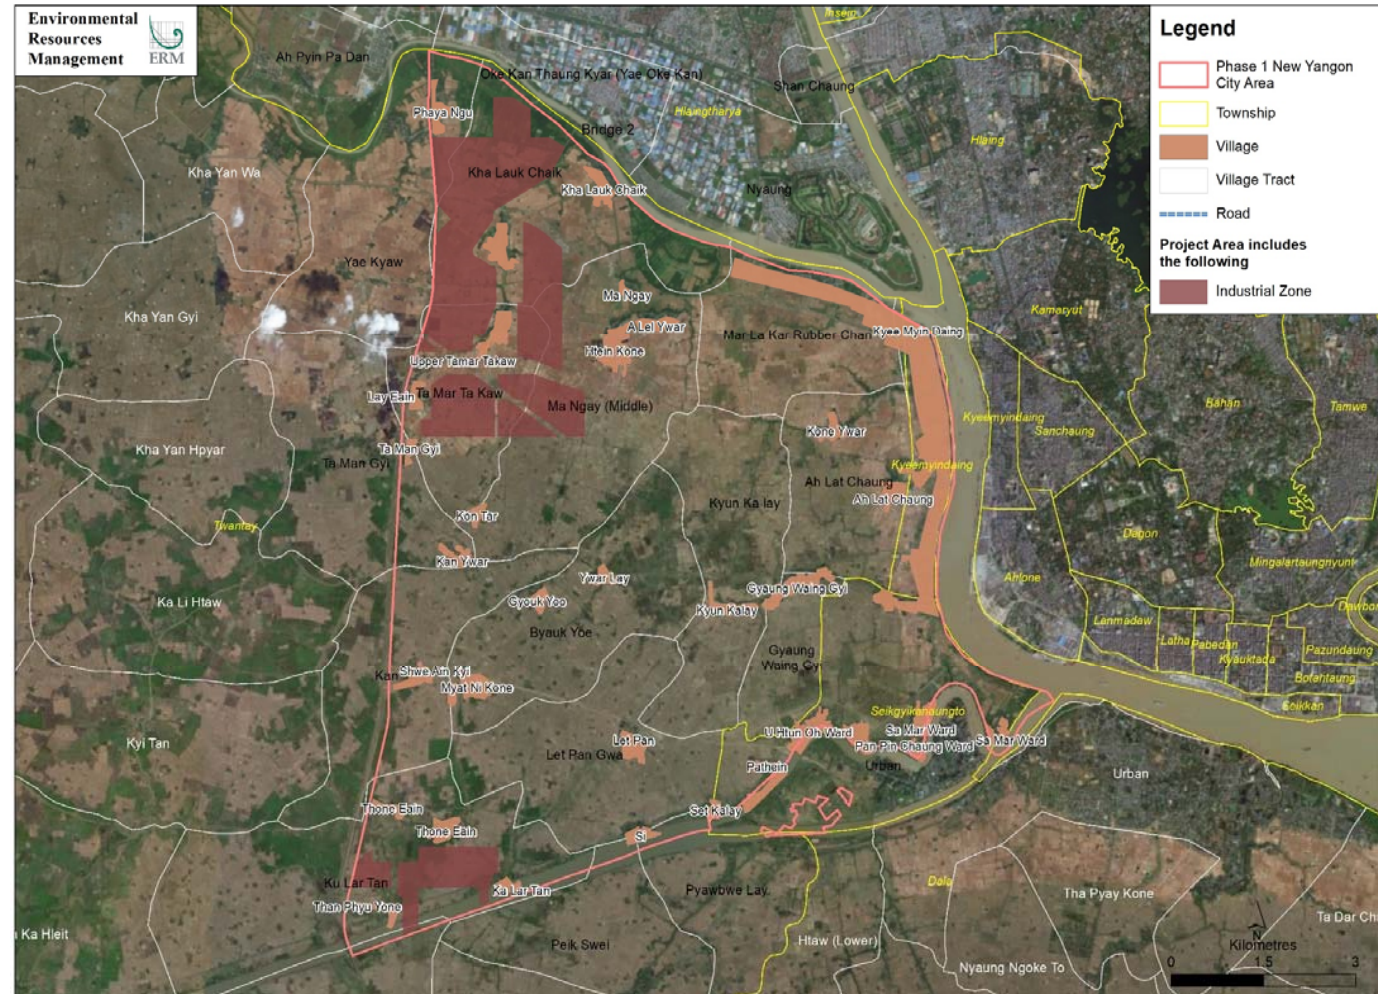 Environmental
Resources
Management
ERM
Legend
Phase 1 New Yangon
City Area
Township
Village
Village Tract
Road
Project Area includes
the following
Industrial Zone
Insein
Ah Pyin Pa Dan
Oke Kan Thaung Kyar (Yae Oke Kan)
Shan Chaung
Phaya Ngu
Hlaingtharya
Bridge 2
Hlaing
Kha Yan Wa
Kha Lauk Chaik
Kha Lauk Chaik
Nyaung
Yae Kyaw
Ma Ngay
Kha Yan Gyi
A Lel Ywar
Mar La Kar Rubber Chan
Kyee Myin Daing
Kamaryut
Htein Kone
Upper Tamar Takaw
Lay Eain
Ta Mar Ta Kaw
Ma Ngay (Middle)
Bahan
Tamwe
Kyeemyindaing
Sanchaung
Kone Ywar
Kha Yan Hpyar
Ta Man Gyi
Ta Man Gyi
Kyeemyindaing
Ah Lat Chaung
Ah Lat Chaung
Kyun Ka lay
Kon Tar
Twantay
Dagon
Mingalartaungnyunt
Kan Ywar
Ywar Lay
Gyaung Waing Gyi
Ahlone
Ka Li Htaw
Gyouk Yoo
Kyun Kalay
Dawbon
Lanmadaw
Byauk Yoe
Latha
Pabedan
Kyauktada
Pazundaung
Gyaung
Waing Gy
Shwe Ain Kyi
Kan
Myat Ni Kone
Botahtaung
Seikkan
Seikgyikanaungto
Kyi Tan
Let Pan
U Htun Oh Ward
Sa Mar Ward
Sa Mar Ward
Pan Pin Chaung Ward
Let Pan Gwa
Pathein
Urban
Urban
Thone Eain
Set Kalay
Thone Eain
Si
Ku Lar Tan
Ka Lar Tan
Pyawbwe Lay
Dala
Tha Pyay Kone
Than Phyu Yone
Ta Dar Ch
Ka Hleit
Peik Swei
Htaw (Lower)
Nyaung Ngoke To
N
Kilometres
0 1.5 3